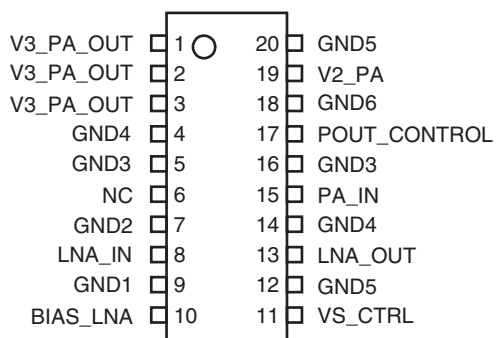 V3_PA_OUT 1 20 GND5
V3_PA_OUT 2 19 V2_PA
V3_PA_OUT 3 18 GND6
GND4 4 17 POUT_CONTROL
GND3 5 16 GND3
NC 6 15 PA_IN
GND2 7 14 GND4
LNA_IN 8 13 LNA_OUT
GND1 9 12 GND5
BIAS_LNA 10 11 VS_CTRL